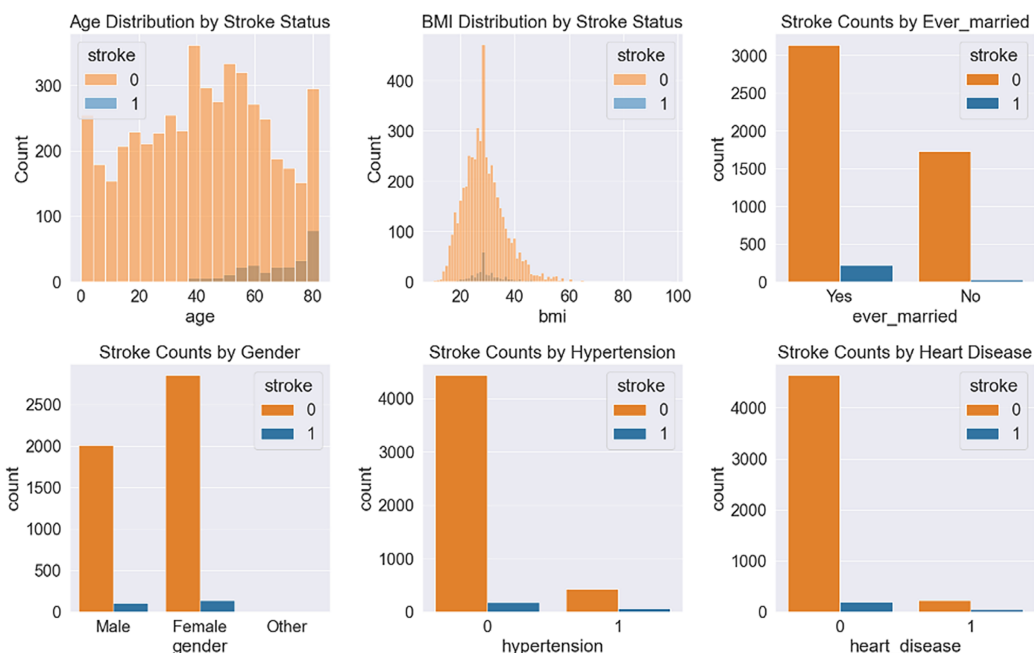 Age Distribution by Stroke Status
stroke
0
1
300
200
100
0
Count
0 20 40 60 80
age
BMI Distribution by Stroke Status
stroke
0
1
400
300
200
100
0
Count
20 40 60 80 100
bmi
Stroke Counts by Ever_married
stroke
0
1
3000
2500
2000
1500
1000
500
0
count
Yes No
ever_married
Stroke Counts by Gender
stroke
0
1
2500
2000
1500
1000
500
0
count
Male Female Other
gender
Stroke Counts by Hypertension
stroke
0
1
4000
3000
2000
1000
0
count
0 1
hypertension
Stroke Counts by Heart Disease
stroke
0
1
4000
3000
2000
1000
0
count
0 1
heart_disease